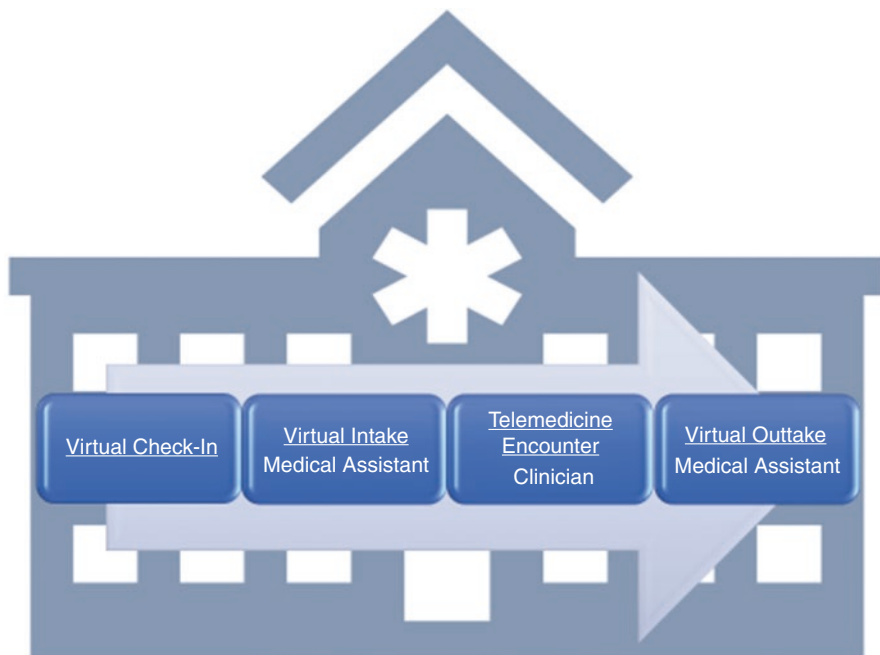 Virtual Check-In
Virtual Intake
Medical Assistant
Telemedicine
Encounter
Clinician
Virtual Outtake
Medical Assistant